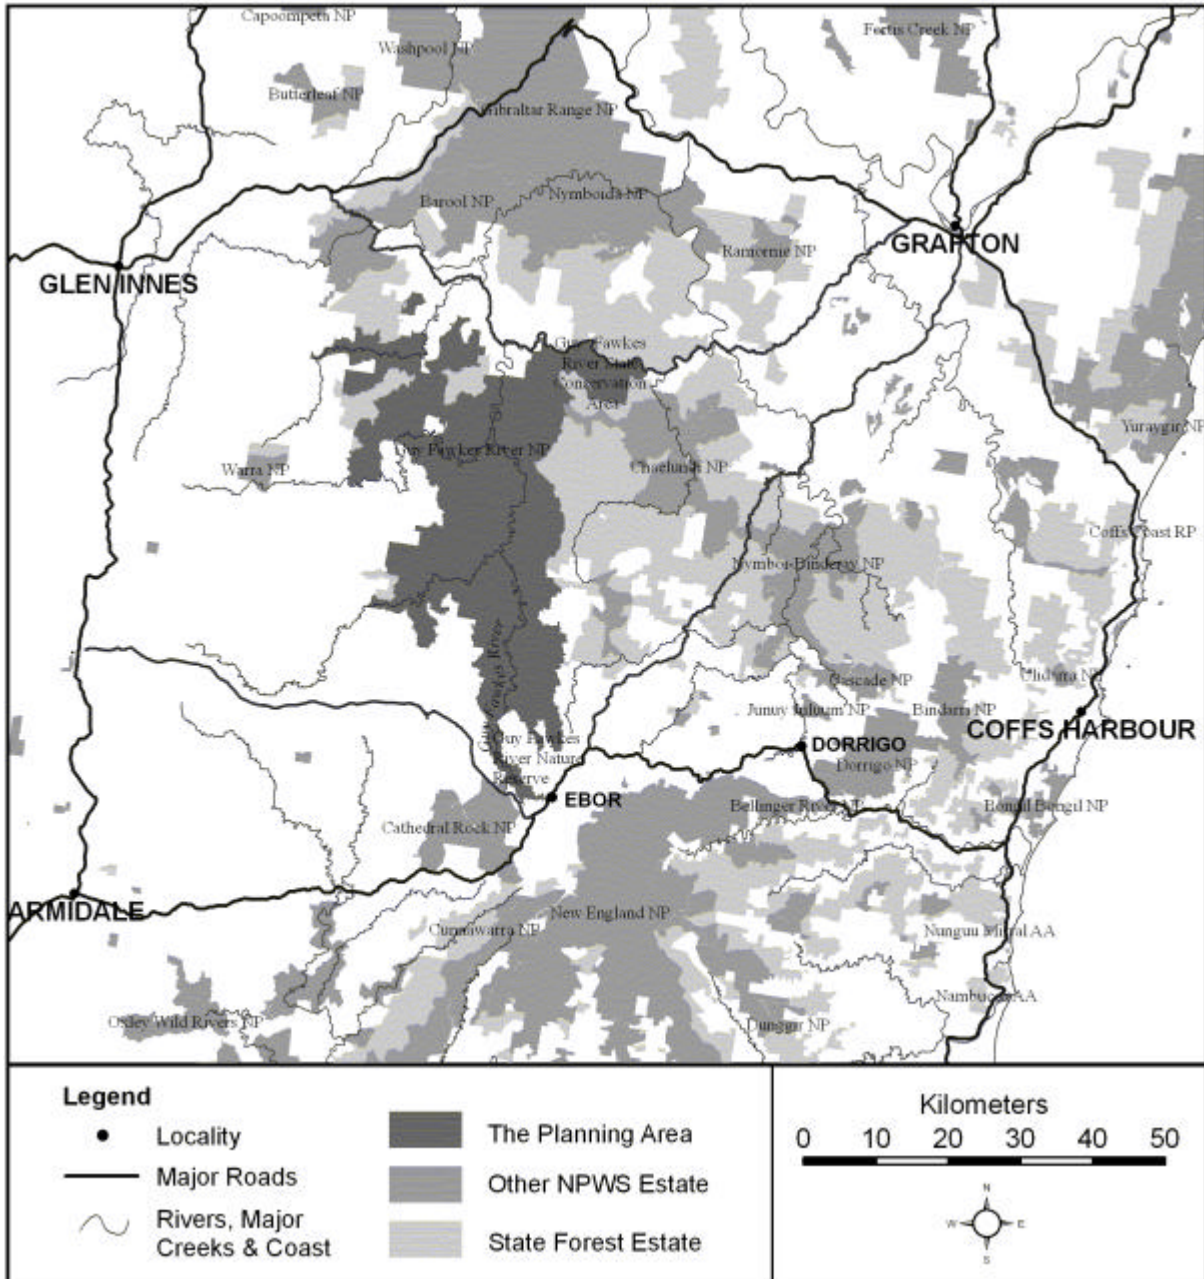 Capoompeta NP
Washpool NP
Fortis Creek NP
Butterleaf NP
Gibraltar Range NP
Barool NP
Nymboida NP
Ramornie NP
GRAFTON
GLEN INNES
Guy Fawkes
River State
Conservation
Area
Yuraygir NP
Guy Fawkes River NP
Warra NP
Chaelundi NP
Coffs Coast RP
Nymboi-Binderay NP
Guy Fawkes River
Cascade NP
Ulidarra NP
Junuy Juluum NP
Bindarri NP
COFFS HARBOUR
Guy Fawkes
River Nature
Reserve
DORRIGO
Dorrigo NP
EBOR
Bellinger River NP
Bongil Bongil NP
Cathedral Rock NP
ARMIDALE
New England NP
Cunnawarra NP
Nunguu Mirral AA
Nambucca AA
Oxley Wild Rivers NP
Dunggir NP
Legend
Locality
Major Roads
Rivers, Major
Creeks & Coast
The Planning Area
Other NPWS Estate
State Forest Estate
Kilometers
0 10 20 30 40 50
N
W E
S